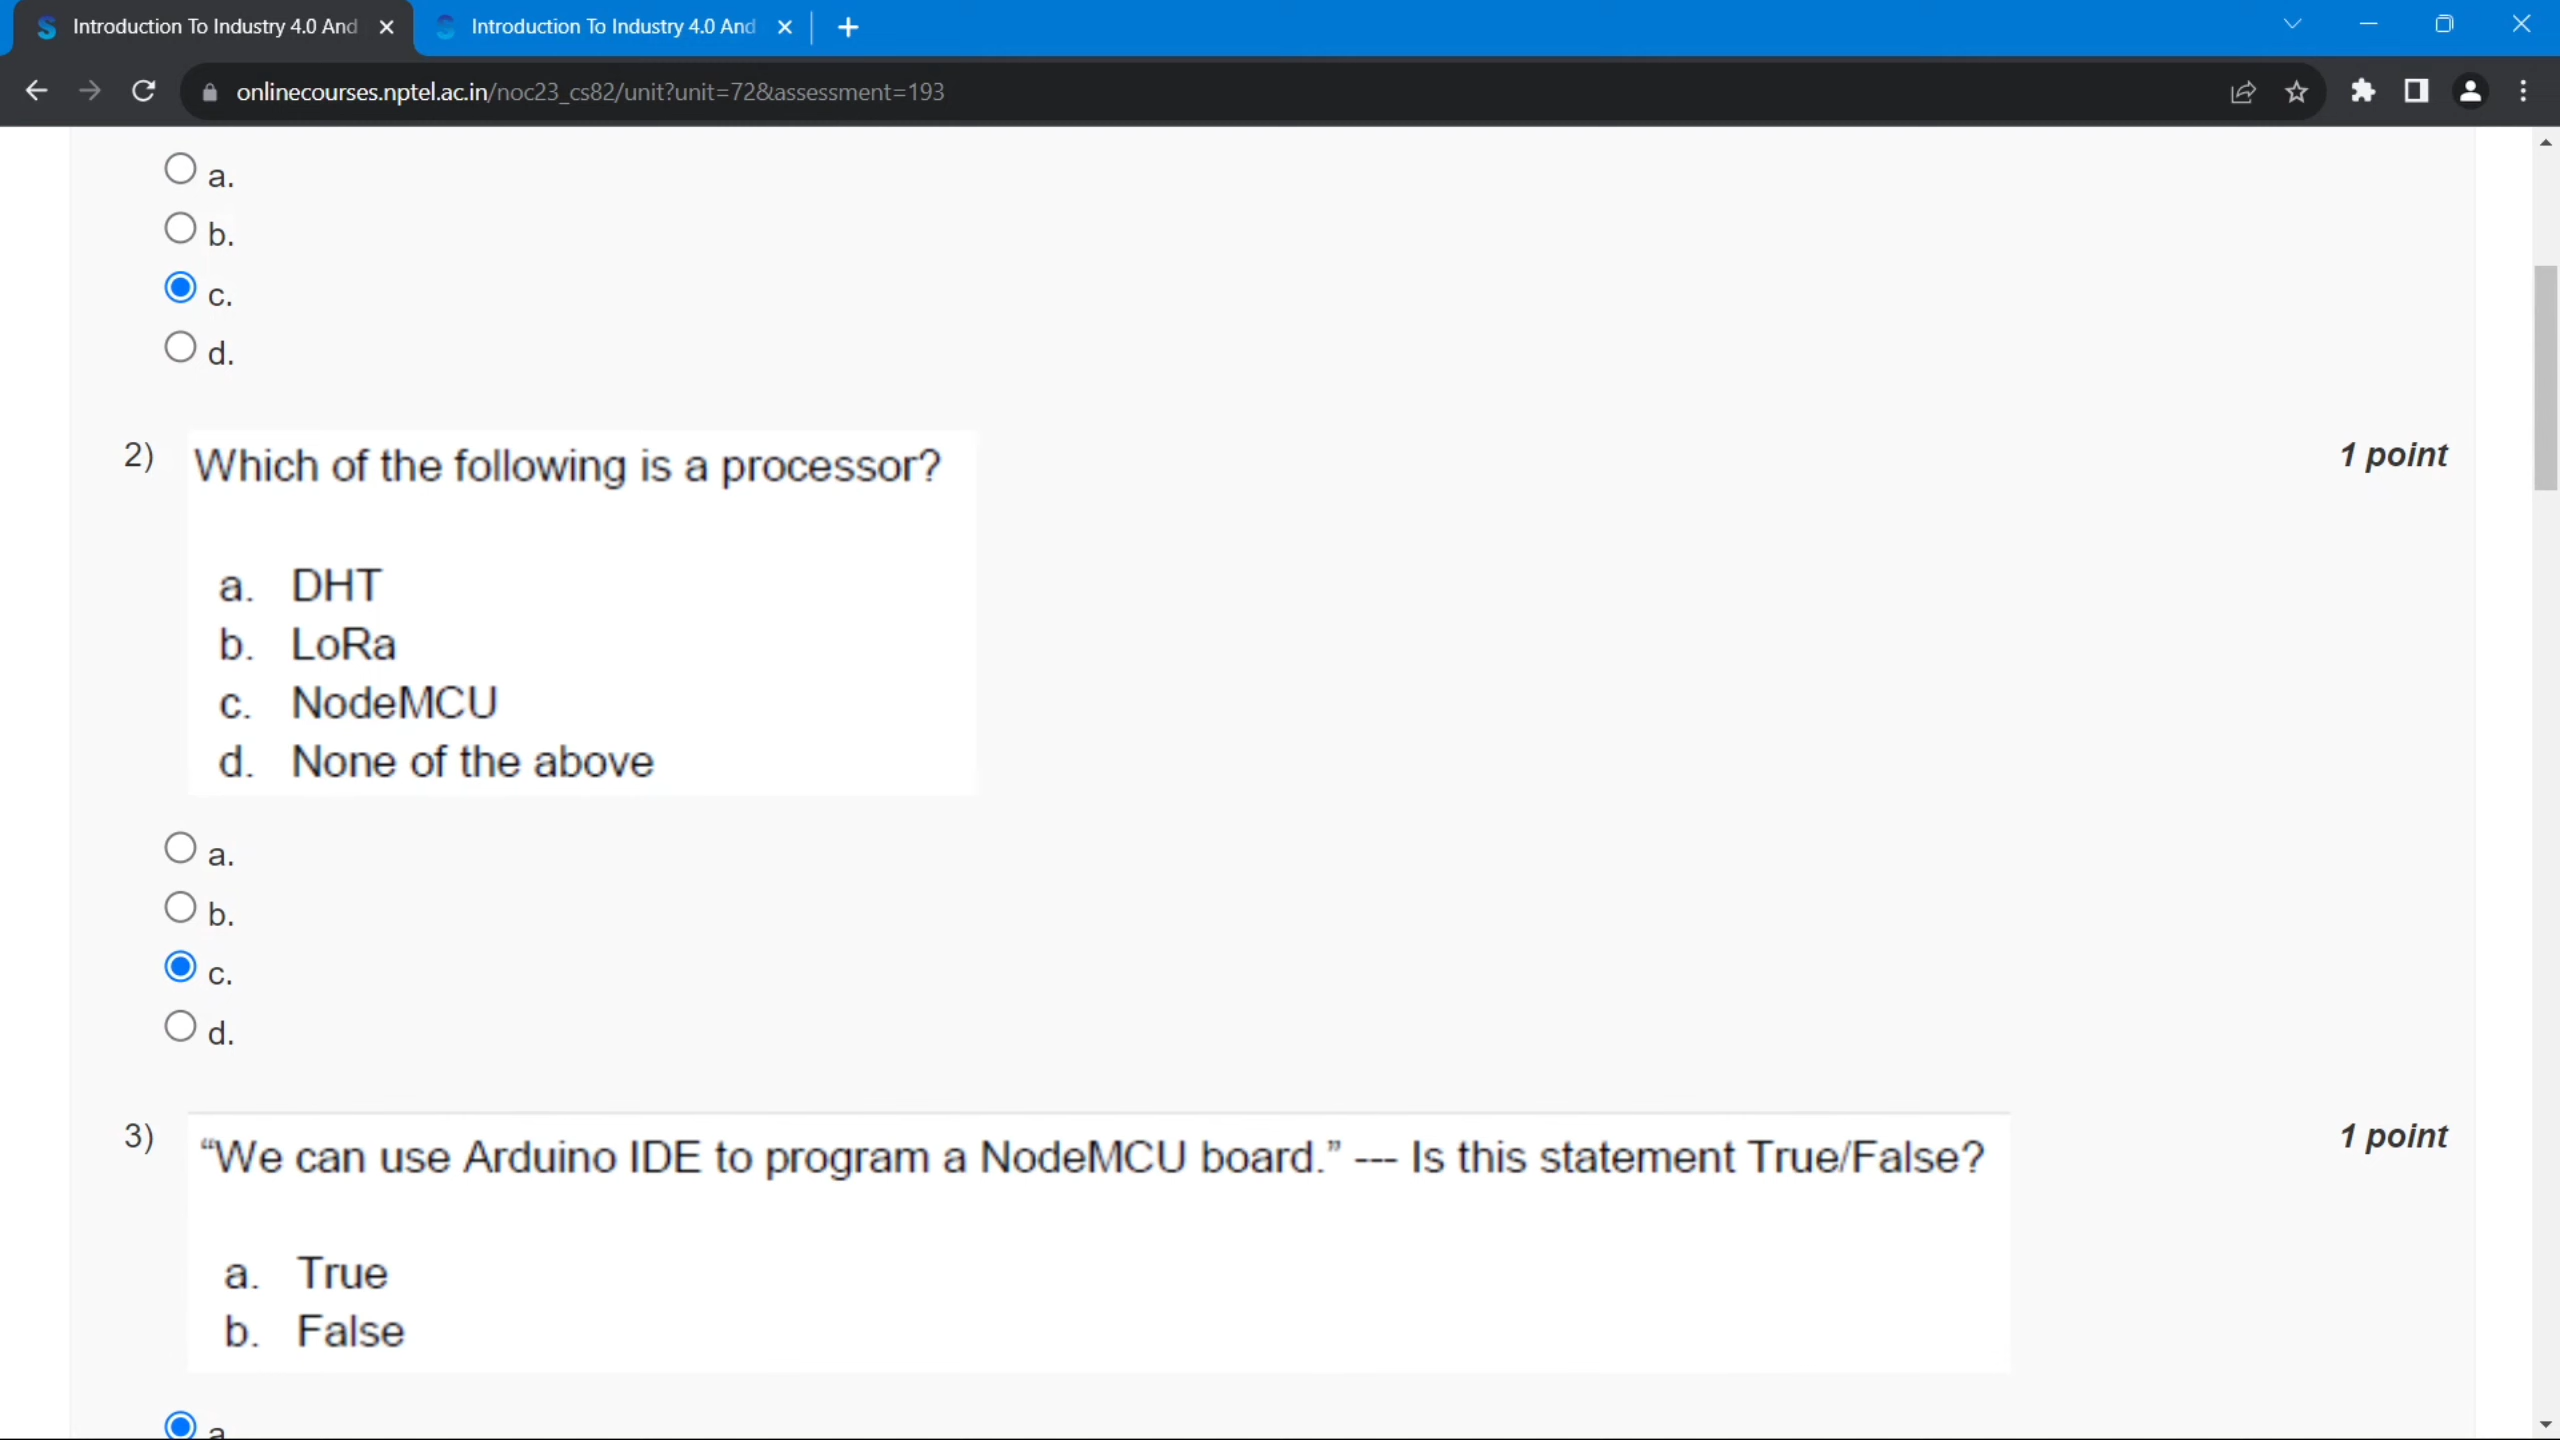 Introduction To Industry 4.0 And
Introduction To Industry 4.0 And
onlinecourses.nptel.ac.in/noc23_cs82/unit?unit=72&assessment=193
a.
b.
c.
d.
2) Which of the following is a processor? 1 point
a. DHT
b. LoRa
c. NodeMCU
d. None of the above
a.
b.
c.
d.
3) “We can use Arduino IDE to program a NodeMCU board.” --- Is this statement True/False? 1 point
a. True
b. False
a